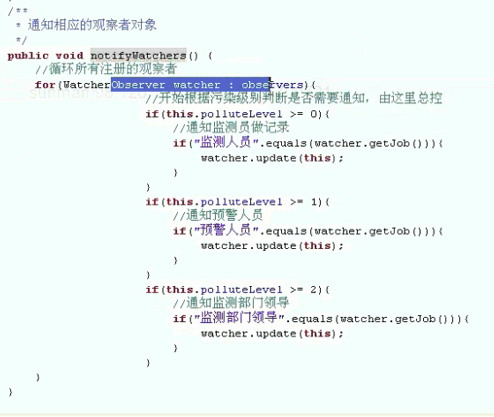 /**
* 通知相应的观察者对象
*/
public void notifyWatchers() {
//循环所有注册的观察者
for(WatcherObserver watcher : observers){
//开始根据污染级别判断是否需要通知, 由这里总控
if(this.polluteLevel >= 0){
//通知监测员做记录
if("监测人员".equals(watcher.getJob())){
watcher.update(this);
}
}
if(this.polluteLevel >= 1){
//通知预警人员
if("预警人员".equals(watcher.getJob())){
watcher.update(this);
}
}
if(this.polluteLevel >= 2){
//通知监测部门领导
if("监测部门领导".equals(watcher.getJob())){
watcher.update(this);
}
}
}
}